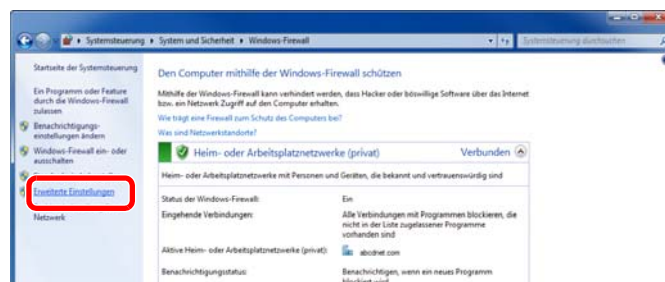 Systemsteuerung ▸ System und Sicherheit ▸ Windows-Firewall
Systemsteuerung durchsuchen
Startseite der Systemsteuerung
Ein Programm oder Feature
durch die Windows-Firewall
zulassen
Benachrichtigungs-
einstellungen ändern
Windows-Firewall ein- oder
ausschalten
Erweiterte Einstellungen
Netzwerk
Den Computer mithilfe der Windows-Firewall schützen
Mithilfe der Windows-Firewall kann verhindert werden, dass Hacker oder böswillige Software über das Internet
bzw. ein Netzwerk Zugriff auf den Computer erhalten.
Wie trägt eine Firewall zum Schutz des Computers bei?
Was sind Netzwerkstandorte?
Heim- oder Arbeitsplatznetzwerke (privat) Verbunden
Heim- oder Arbeitsplatznetzwerke mit Personen und Geräten, die bekannt und vertrauenswürdig sind
Status der Windows-Firewall: Ein
Eingehende Verbindungen: Alle Verbindungen mit Programmen blockieren, die
nicht in der Liste zugelassener Programme
vorhanden sind
Aktive Heim- oder Arbeitsplatznetzwerke (privat): abcdnet.com
Benachrichtigungsstatus: Benachrichtigen, wenn ein neues Programm
blockiert wird